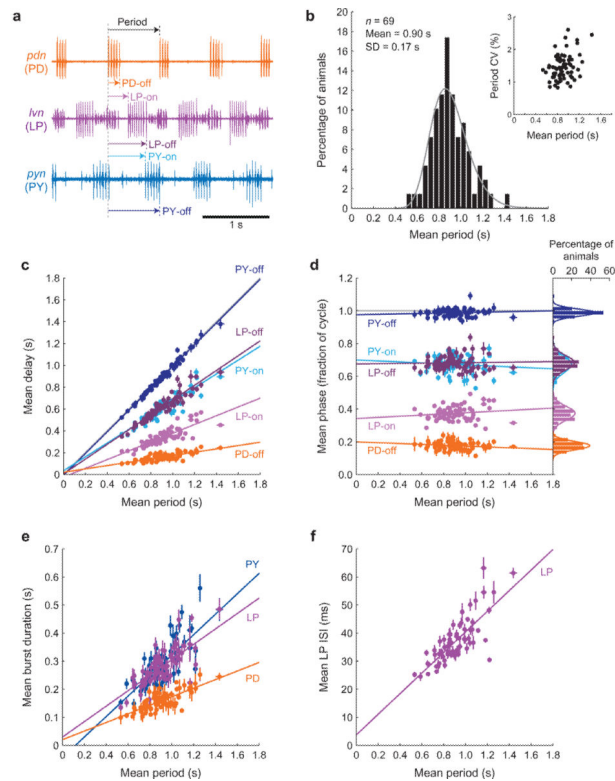 a
Period
pdn
(PD)
PD-off
LP-on
lvn
(LP)
LP-off
PY-on
pyn
(PY)
PY-off
1 s
b
n = 69
Mean = 0.90 s
SD = 0.17 s
Percentage of animals
20
18
16
14
12
10
8
6
4
2
0
0 0.2 0.4 0.6 0.8 1.0 1.2 1.4 1.6 1.8
Mean period (s)
Period CV (%)
3
2
1
0
0 0.4 0.8 1.2 1.6
Mean period (s)
c
Mean delay (s)
1.8
1.6
1.4
1.2
1.0
0.8
0.6
0.4
0.2
0
PY-off
LP-off
PY-on
LP-on
PD-off
0 0.2 0.4 0.6 0.8 1.0 1.2 1.4 1.6 1.8
Mean period (s)
d
Percentage of
animals
0 20 40 60
Mean phase (fraction of cycle)
1.2
1.0
0.8
0.6
0.4
0.2
0
PY-off
PY-on
LP-off
LP-on
PD-off
0 0.2 0.4 0.6 0.8 1.0 1.2 1.4 1.6 1.8
Mean period (s)
e
Mean burst duration (s)
0.7
0.6
0.5
0.4
0.3
0.2
0.1
0
PY
LP
PD
0 0.2 0.4 0.6 0.8 1.0 1.2 1.4 1.6 1.8
Mean period (s)
f
Mean LP ISI (ms)
70
60
50
40
30
20
10
0
LP
0 0.2 0.4 0.6 0.8 1.0 1.2 1.4 1.6 1.8
Mean period (s)